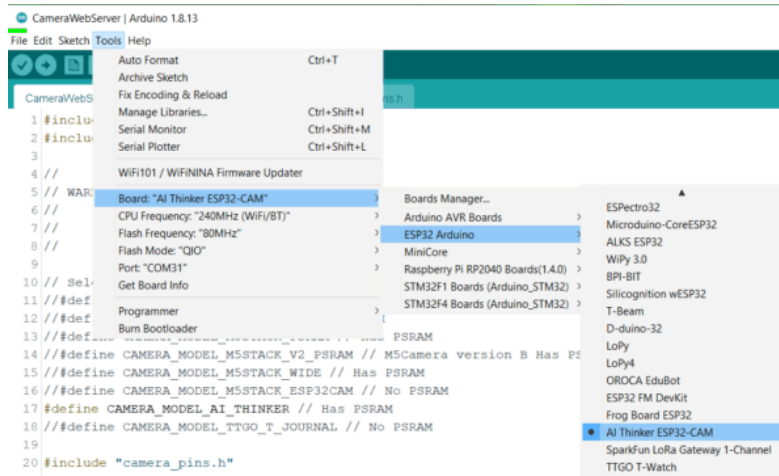 CameraWebServer | Arduino 1.8.13
File Edit Sketch Tools Help
Auto Format Ctrl+T
Archive Sketch
Fix Encoding & Reload
Manage Libraries... Ctrl+Shift+I
Serial Monitor Ctrl+Shift+M
Serial Plotter Ctrl+Shift+L
WiFi101 / WiFiNINA Firmware Updater
Board: "AI Thinker ESP32-CAM"
CPU Frequency: "240MHz (WiFi/BT)"
Flash Frequency: "80MHz"
Flash Mode: "QIO"
Port: "COM31"
Get Board Info
Programmer
Burn Bootloader
Boards Manager...
Arduino AVR Boards
ESP32 Arduino
MiniCore
Raspberry Pi RP2040 Boards(1.4.0)
STM32F1 Boards (Arduino_STM32)
STM32F4 Boards (Arduino_STM32)
ESPectro32
Microduino-CoreESP32
ALKS ESP32
WiPy 3.0
BPI-BIT
Silicognition wESP32
T-Beam
D-duino-32
LoPy
LoPy4
OROCA EduBot
ESP32 FM DevKit
Frog Board ESP32
AI Thinker ESP32-CAM
SparkFun LoRa Gateway 1-Channel
TTGO T-Watch
CameraWebS ns.h
1 #inclu
2 #inclu
3
4 //
5 // WAR
6 //
7 //
8 //
9
10 // Sel
11 //#def
12 //#def
13 //#def PSRAM
14 //#define CAMERA_MODEL_M5STACK_V2_PSRAM // M5Camera version B Has PS
15 //#define CAMERA_MODEL_M5STACK_WIDE // Has PSRAM
16 //#define CAMERA_MODEL_M5STACK_ESP32CAM // No PSRAM
17 #define CAMERA_MODEL_AI_THINKER // Has PSRAM
18 //#define CAMERA_MODEL_TTGO_T_JOURNAL // No PSRAM
19
20 #include "camera_pins.h"